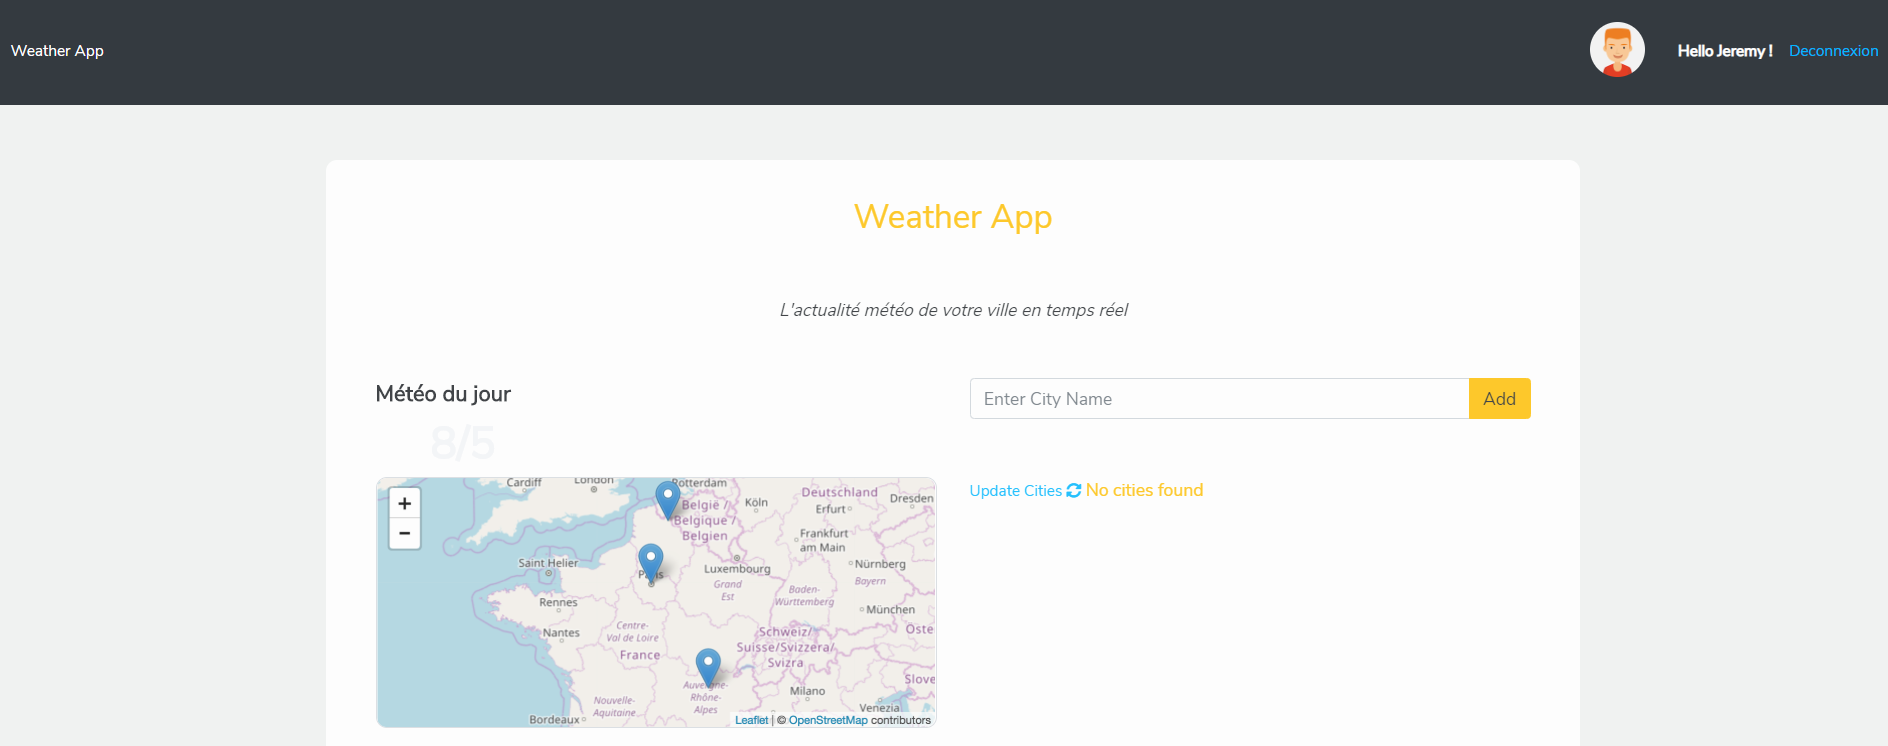 Weather App
Hello Jeremy !
Deconnexion
Weather App
L'actualité météo de votre ville en temps réel
Météo du jour
8/5
Enter City Name
Add
Update Cities
No cities found
+
−
Cardiff
London
Rotterdam
België /
Belgique /
Belgien
Köln
Deutschland
Dresden
Erfurt
Frankfurt
am Main
Saint Helier
Paris
Luxembourg
Nürnberg
Grand
Est
Bayern
Baden-
Württemberg
Rennes
München
Nantes
Centre-
Val de Loire
France
Schweiz/
Suisse/Svizzera/
Svizra
Oste
Auvergne-
Rhône-
Alpes
Slove
Nouvelle-
Aquitaine
Milano
Venezia
Bordeaux
Leaflet | © OpenStreetMap contributors